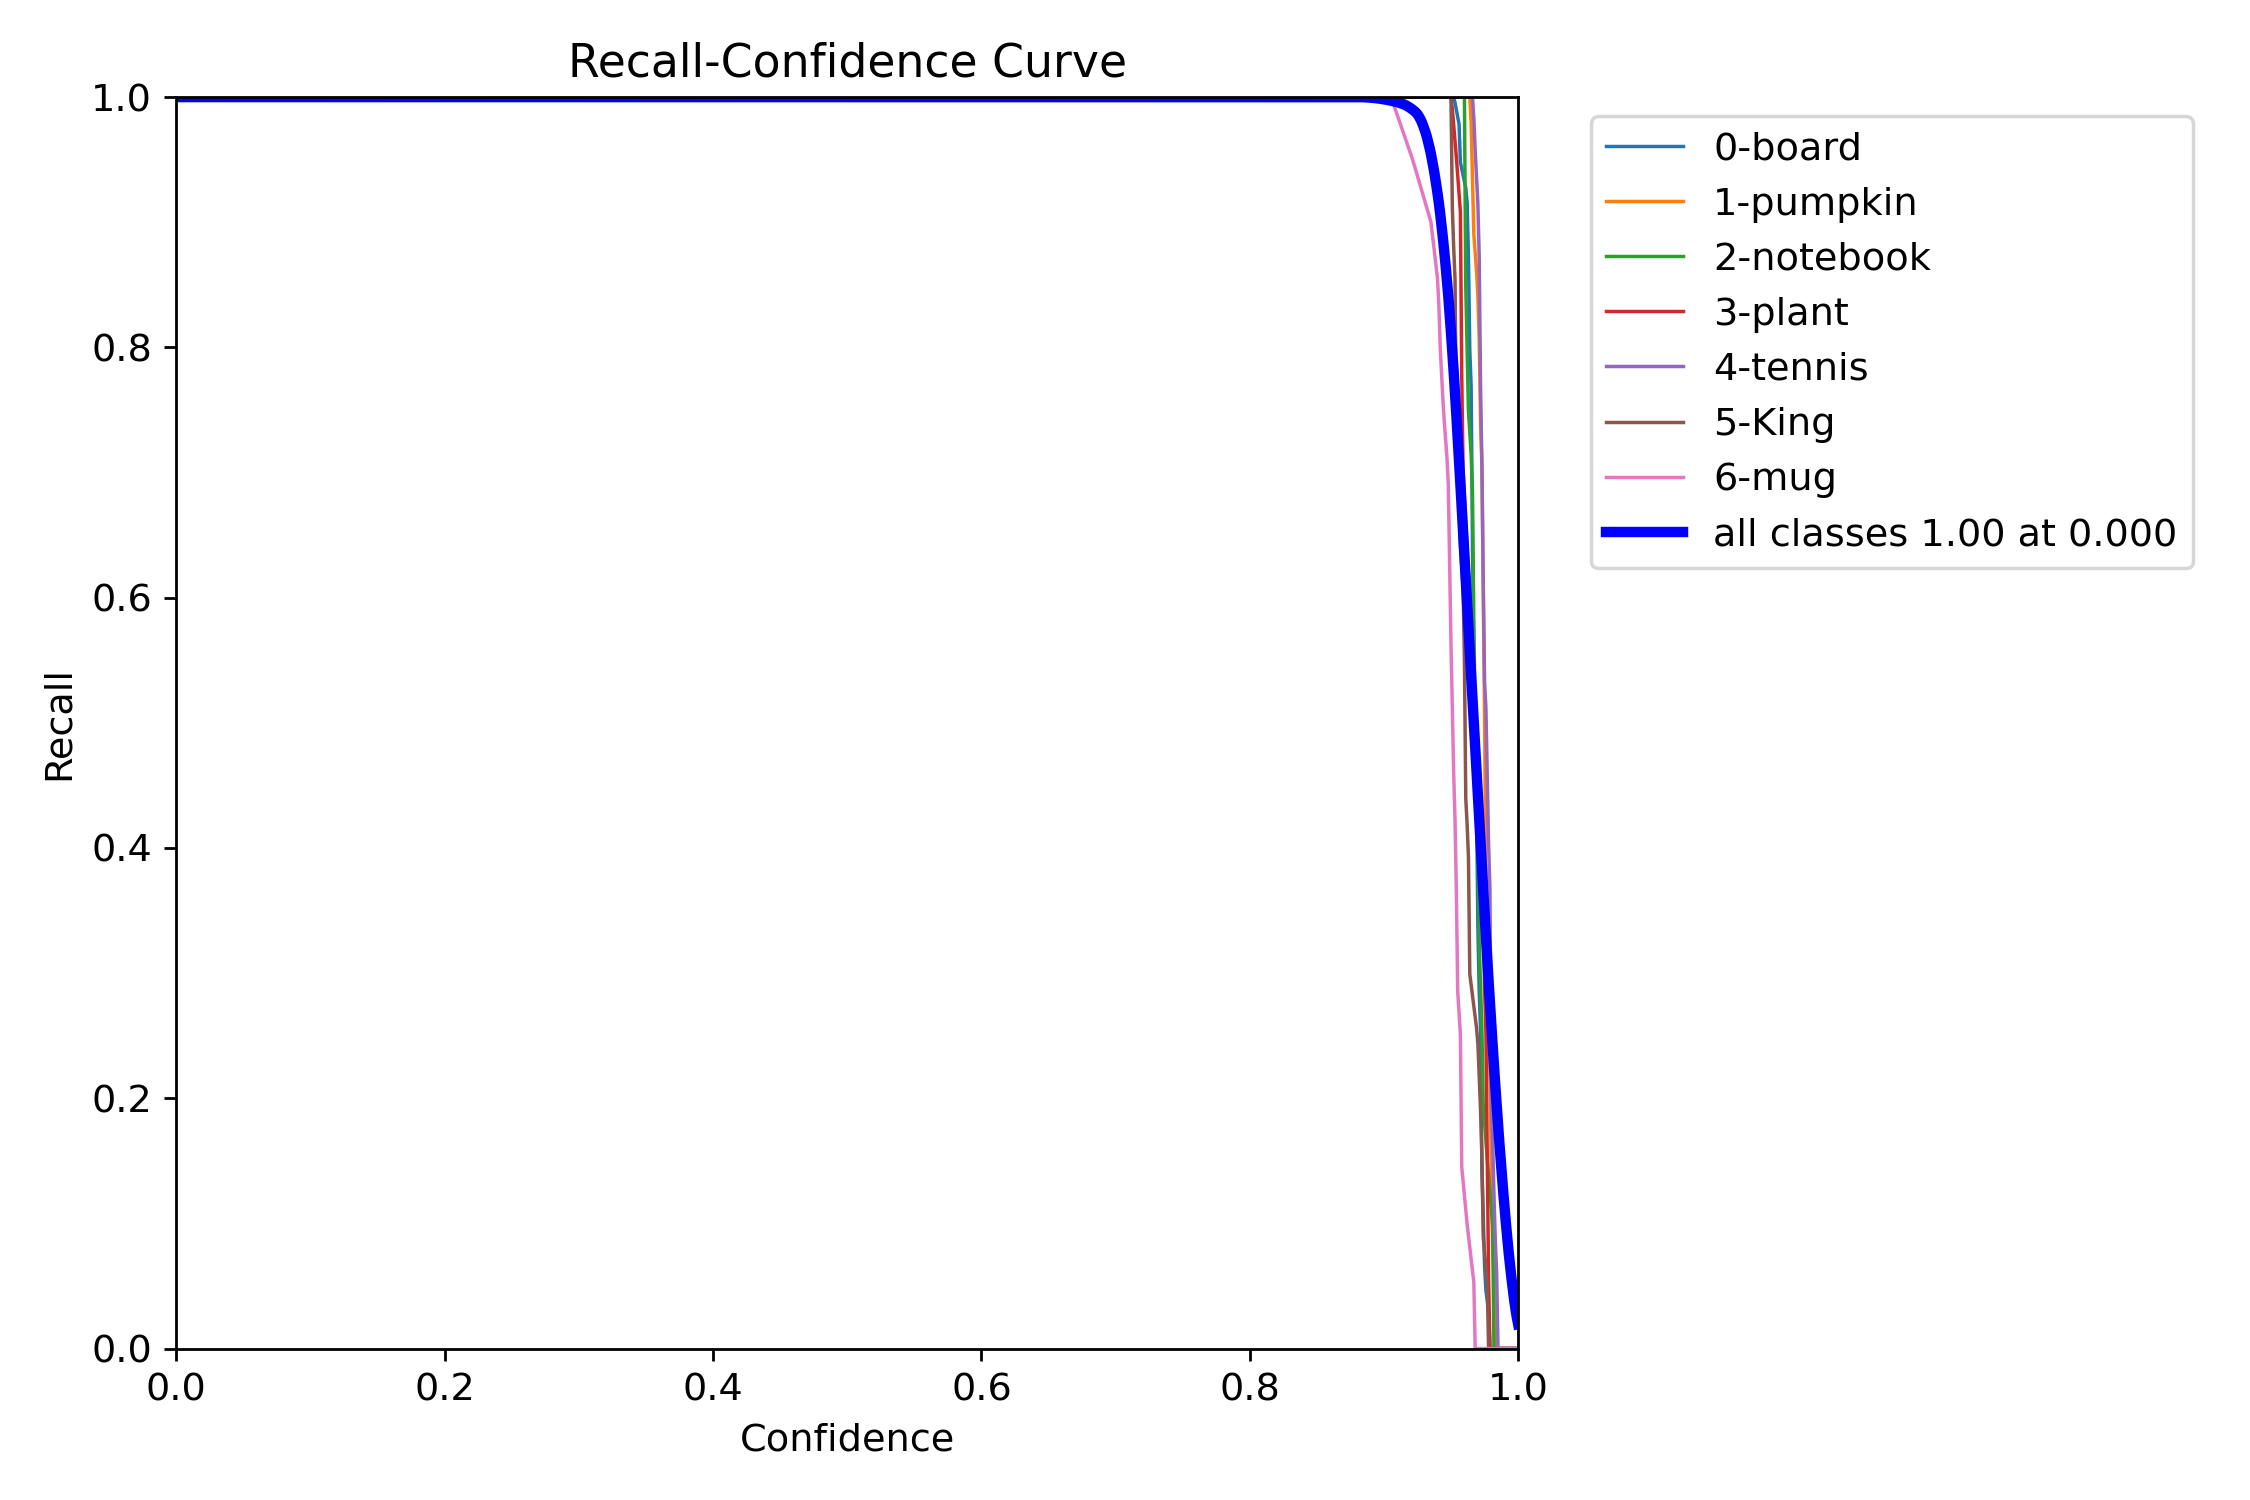 Recall-Confidence Curve
1.0
0.8
0.6
0.4
0.2
0.0
Recall
0.0 0.2 0.4 0.6 0.8 1.0
Confidence
0-board
1-pumpkin
2-notebook
3-plant
4-tennis
5-King
6-mug
all classes 1.00 at 0.000